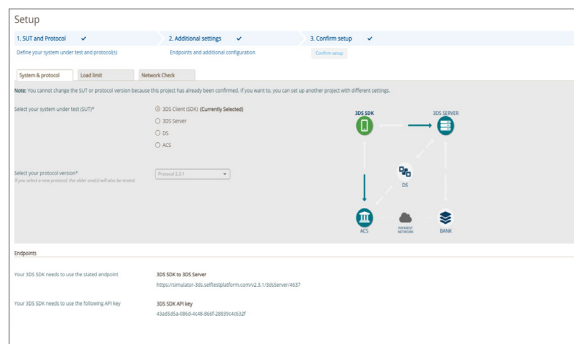 Setup
1. SUT and Protocol ✓
2. Additional settings ✓
3. Confirm setup ✓
Define your system under test and protocol(s)
Endpoints and additional configuration
Confirm setup
System & protocol
Load limit
Network Check
Note: You cannot change the SUT or protocol version because this project has already been confirmed, if you want to, you can set up another project with different settings.
Select your system under test (SUT)*
3DS Client (SDK) (Currently Selected)
3DS Server
DS
ACS
3DS SDK
3DS SERVER
DS
ACS
PAYMENT NETWORK
BANK
Select your protocol version*
If you select a new protocol, the older one(s) will also be tested.
Protocol 2.3.1
Endpoints
Your 3DS SDK needs to use the stated endpoint
3DS SDK to 3DS Server
https://simulator-3ds.selftestplatform.com/v2.3.1/3dsServer/4637
Your 3DS SDK needs to use the following API key
3DS SDK API key